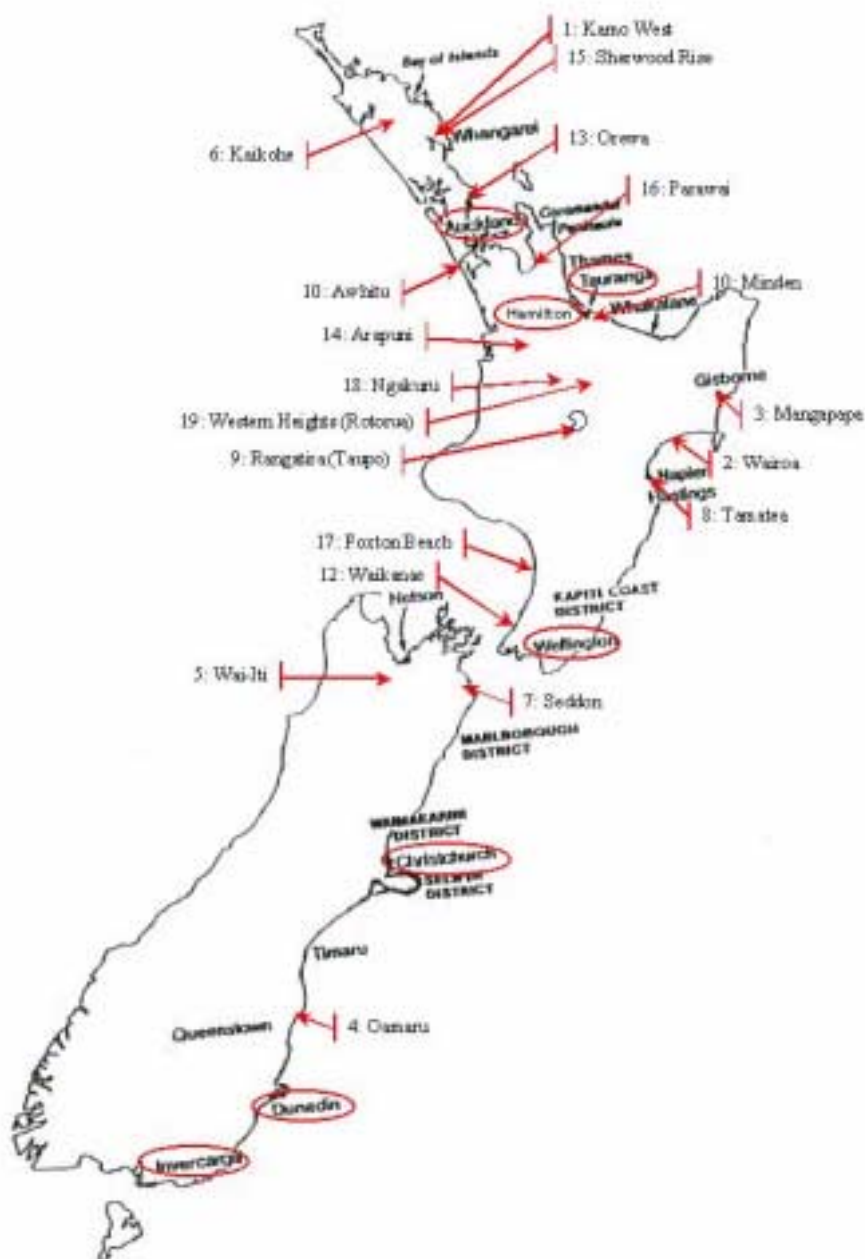 1: Kamo West
15: Sherwood Rise
Bay of Islands
Whangarei
6: Kaikohe
13: Orewa
16: Parawai
Auckland
Coromandel
Peninsula
Thames
Tauranga
10: Awhitu
10: Minden
Hamilton
Whakatane
14: Arapuni
18: Ngakuru
Gisborne
19: Western Heights (Rotorua)
3: Mangapapa
9: Rangatira (Taupo)
2: Wairoa
Napier
Hastings
8: Tamatea
17: Foxton Beach
12: Waikanae
Nelson
KAPITI COAST
DISTRICT
Wellington
5: Wai-Iti
7: Seddon
MARLBOROUGH
DISTRICT
WAIMAKARIRI
DISTRICT
Christchurch
SELWYN
DISTRICT
Timaru
Queenstown
4: Oamaru
Dunedin
Invercargill